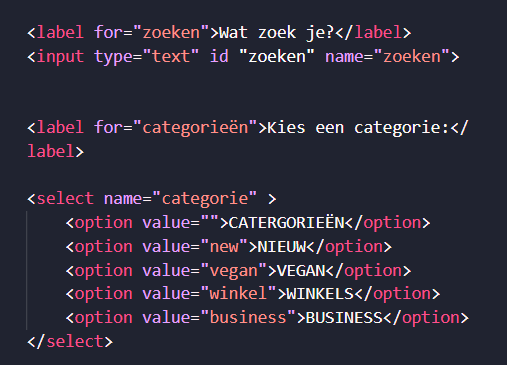 <label for="zoeken">Wat zoek je?</label>
<input type="text" id "zoeken" name="zoeken">
<label for="categorieën">Kies een categorie:</
label>
<select name="categorie" >
<option value="">CATERGORIEËN</option>
<option value="new">NIEUW</option>
<option value="vegan">VEGAN</option>
<option value="winkel">WINKELS</option>
<option value="business">BUSINESS</option>
</select>